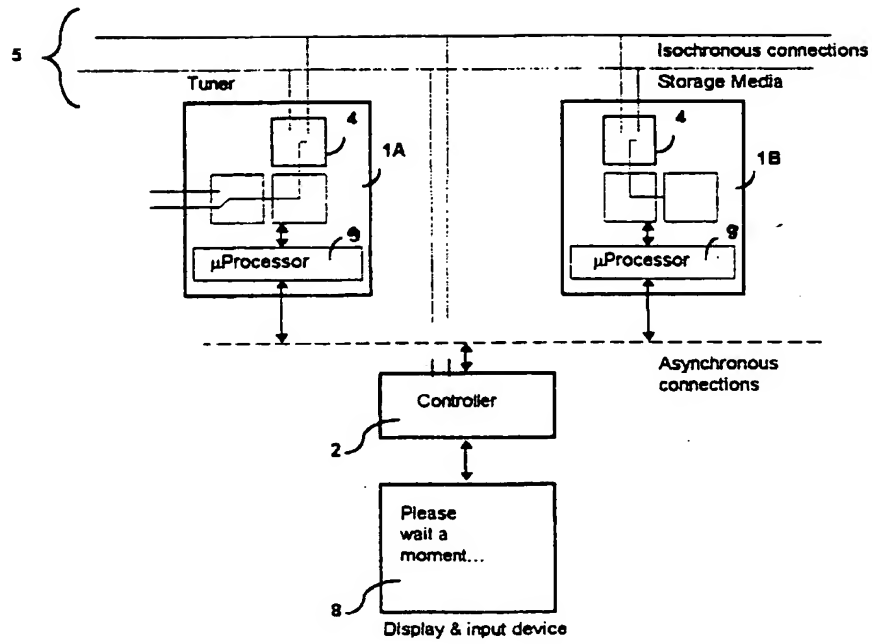 5
Isochronous connections
Tuner
Storage Media
4
4
1A
1B
9
9
µProcessor
µProcessor
Asynchronous
connections
Controller
2
Please
wait a
moment...
8
Display & input device